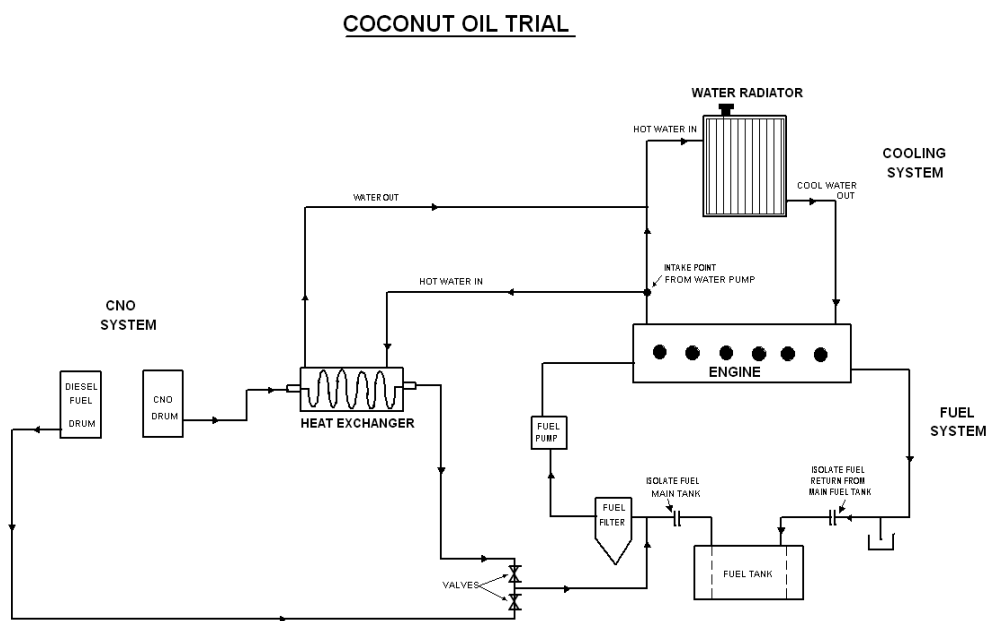 COCONUT OIL TRIAL
WATER RADIATOR
HOT WATER IN
COOLING
SYSTEM
COOL WATER
OUT
WATER OUT
INTAKE POINT
FROM WATER PUMP
HOT WATER IN
CNO
SYSTEM
ENGINE
DIESEL
FUEL
DRUM
CNO
DRUM
HEAT EXCHANGER
FUEL
PUMP
FUEL
SYSTEM
ISOLATE FUEL
MAIN TANK
ISOLATE FUEL
RETURN FROM
MAIN FUEL TANK
FUEL
FILTER
FUEL TANK
VALVES